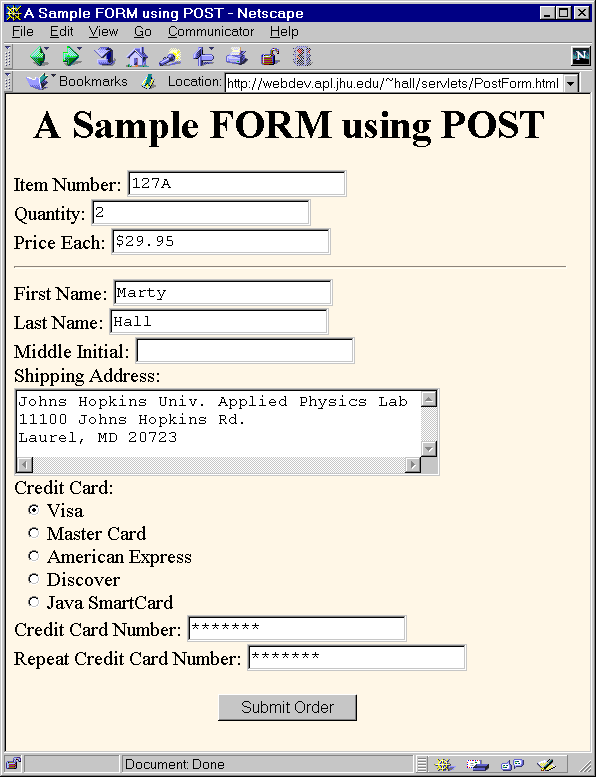 A Sample FORM using POST - Netscape
File Edit View Go Communicator Help
Bookmarks Location: http://webdev.apl.jhu.edu/~hall/servlets/PostForm.html
A Sample FORM using POST
Item Number: 127A
Quantity: 2
Price Each: $29.95
First Name: Marty
Last Name: Hall
Middle Initial:
Shipping Address:
Johns Hopkins Univ. Applied Physics Lab
11100 Johns Hopkins Rd.
Laurel, MD 20723
Credit Card:
Visa
Master Card
American Express
Discover
Java SmartCard
Credit Card Number: *******
Repeat Credit Card Number: *******
Submit Order
Document: Done